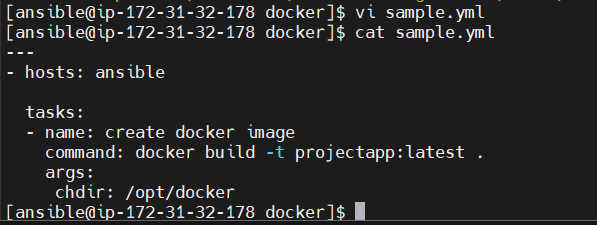 [ansible@ip-172-31-32-178 docker]$ vi sample.yml
[ansible@ip-172-31-32-178 docker]$ cat sample.yml
---
- hosts: ansible

  tasks:
  - name: create docker image
    command: docker build -t projectapp:latest .
    args:
     chdir: /opt/docker
[ansible@ip-172-31-32-178 docker]$